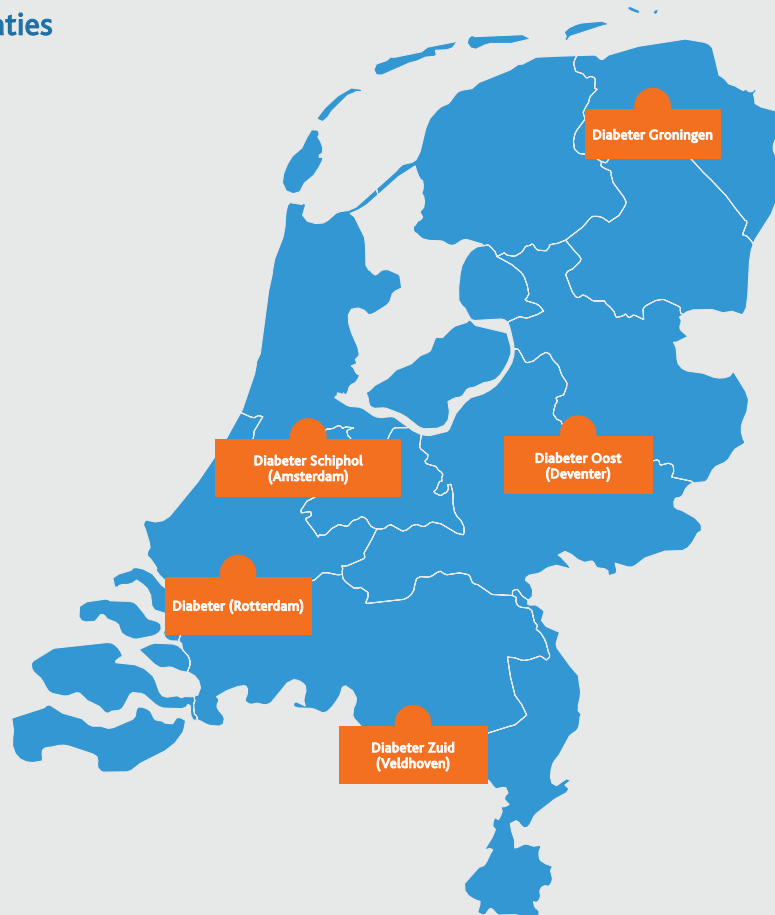 aties
Diabeter Groningen
Diabeter Schiphol
(Amsterdam)
Diabeter Oost
(Deventer)
Diabeter (Rotterdam)
Diabeter Zuid
(Veldhoven)